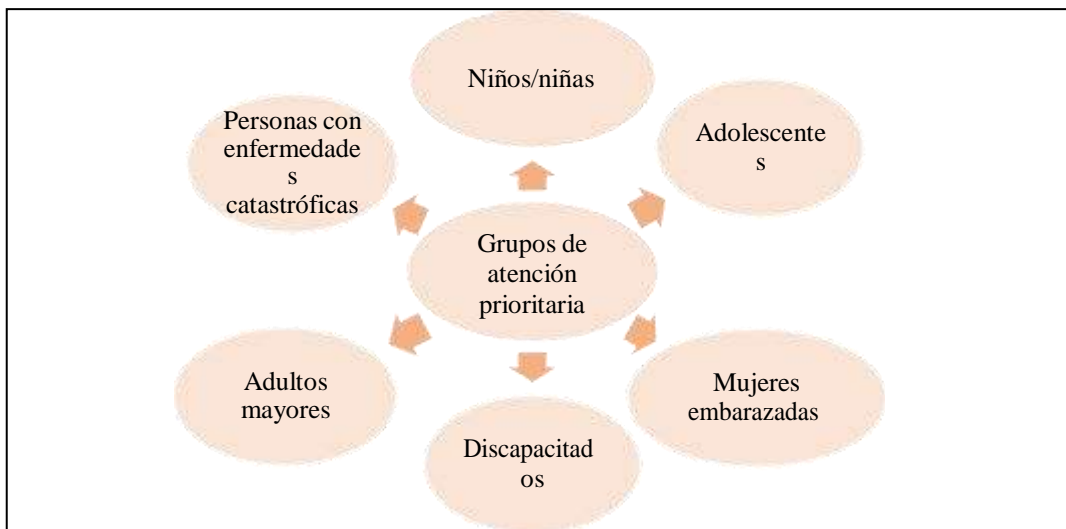 Niños/niñas
Adolescente
s
Mujeres
embarazadas
Discapacitad
os
Adultos
mayores
Personas con
enfermedade
s
catastróficas
Grupos de
atención
prioritaria